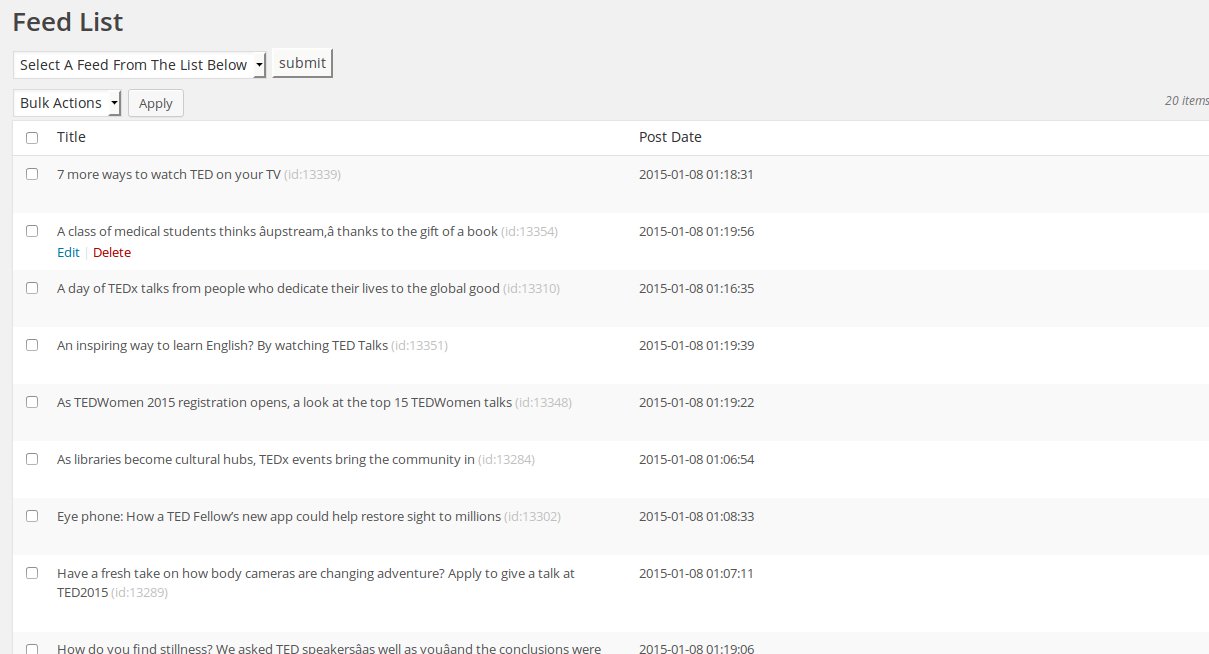 Feed List
Select A Feed From The List Below submit
Bulk Actions Apply 20 items
Title Post Date
7 more ways to watch TED on your TV (id:13339) 2015-01-08 01:18:31
A class of medical students thinks âupstream,â thanks to the gift of a book (id:13354) 2015-01-08 01:19:56
Edit | Delete
A day of TEDx talks from people who dedicate their lives to the global good (id:13310) 2015-01-08 01:16:35
An inspiring way to learn English? By watching TED Talks (id:13351) 2015-01-08 01:19:39
As TEDWomen 2015 registration opens, a look at the top 15 TEDWomen talks (id:13348) 2015-01-08 01:19:22
As libraries become cultural hubs, TEDx events bring the community in (id:13284) 2015-01-08 01:06:54
Eye phone: How a TED Fellow’s new app could help restore sight to millions (id:13302) 2015-01-08 01:08:33
Have a fresh take on how body cameras are changing adventure? Apply to give a talk at 2015-01-08 01:07:11
TED2015 (id:13289)
How do you find stillness? We asked TED speakersâas well as youâand the conclusions were 2015-01-08 01:19:06